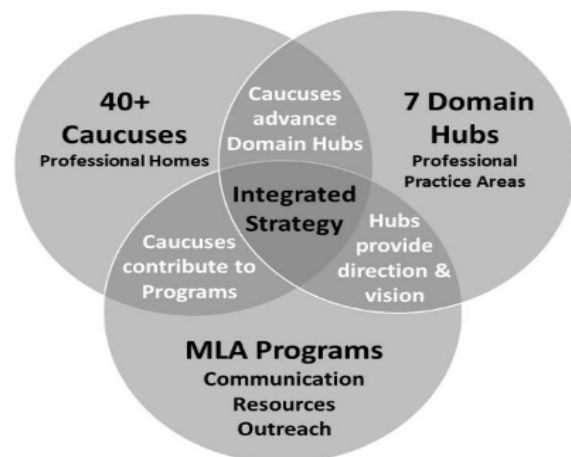 40+
Caucuses
Professional Homes
Caucuses
advance
Domain Hubs
7 Domain
Hubs
Professional
Practice Areas
Integrated
Strategy
Caucuses
contribute to
Programs
Hubs
provide
direction &
vision
MLA Programs
Communication
Resources
Outreach